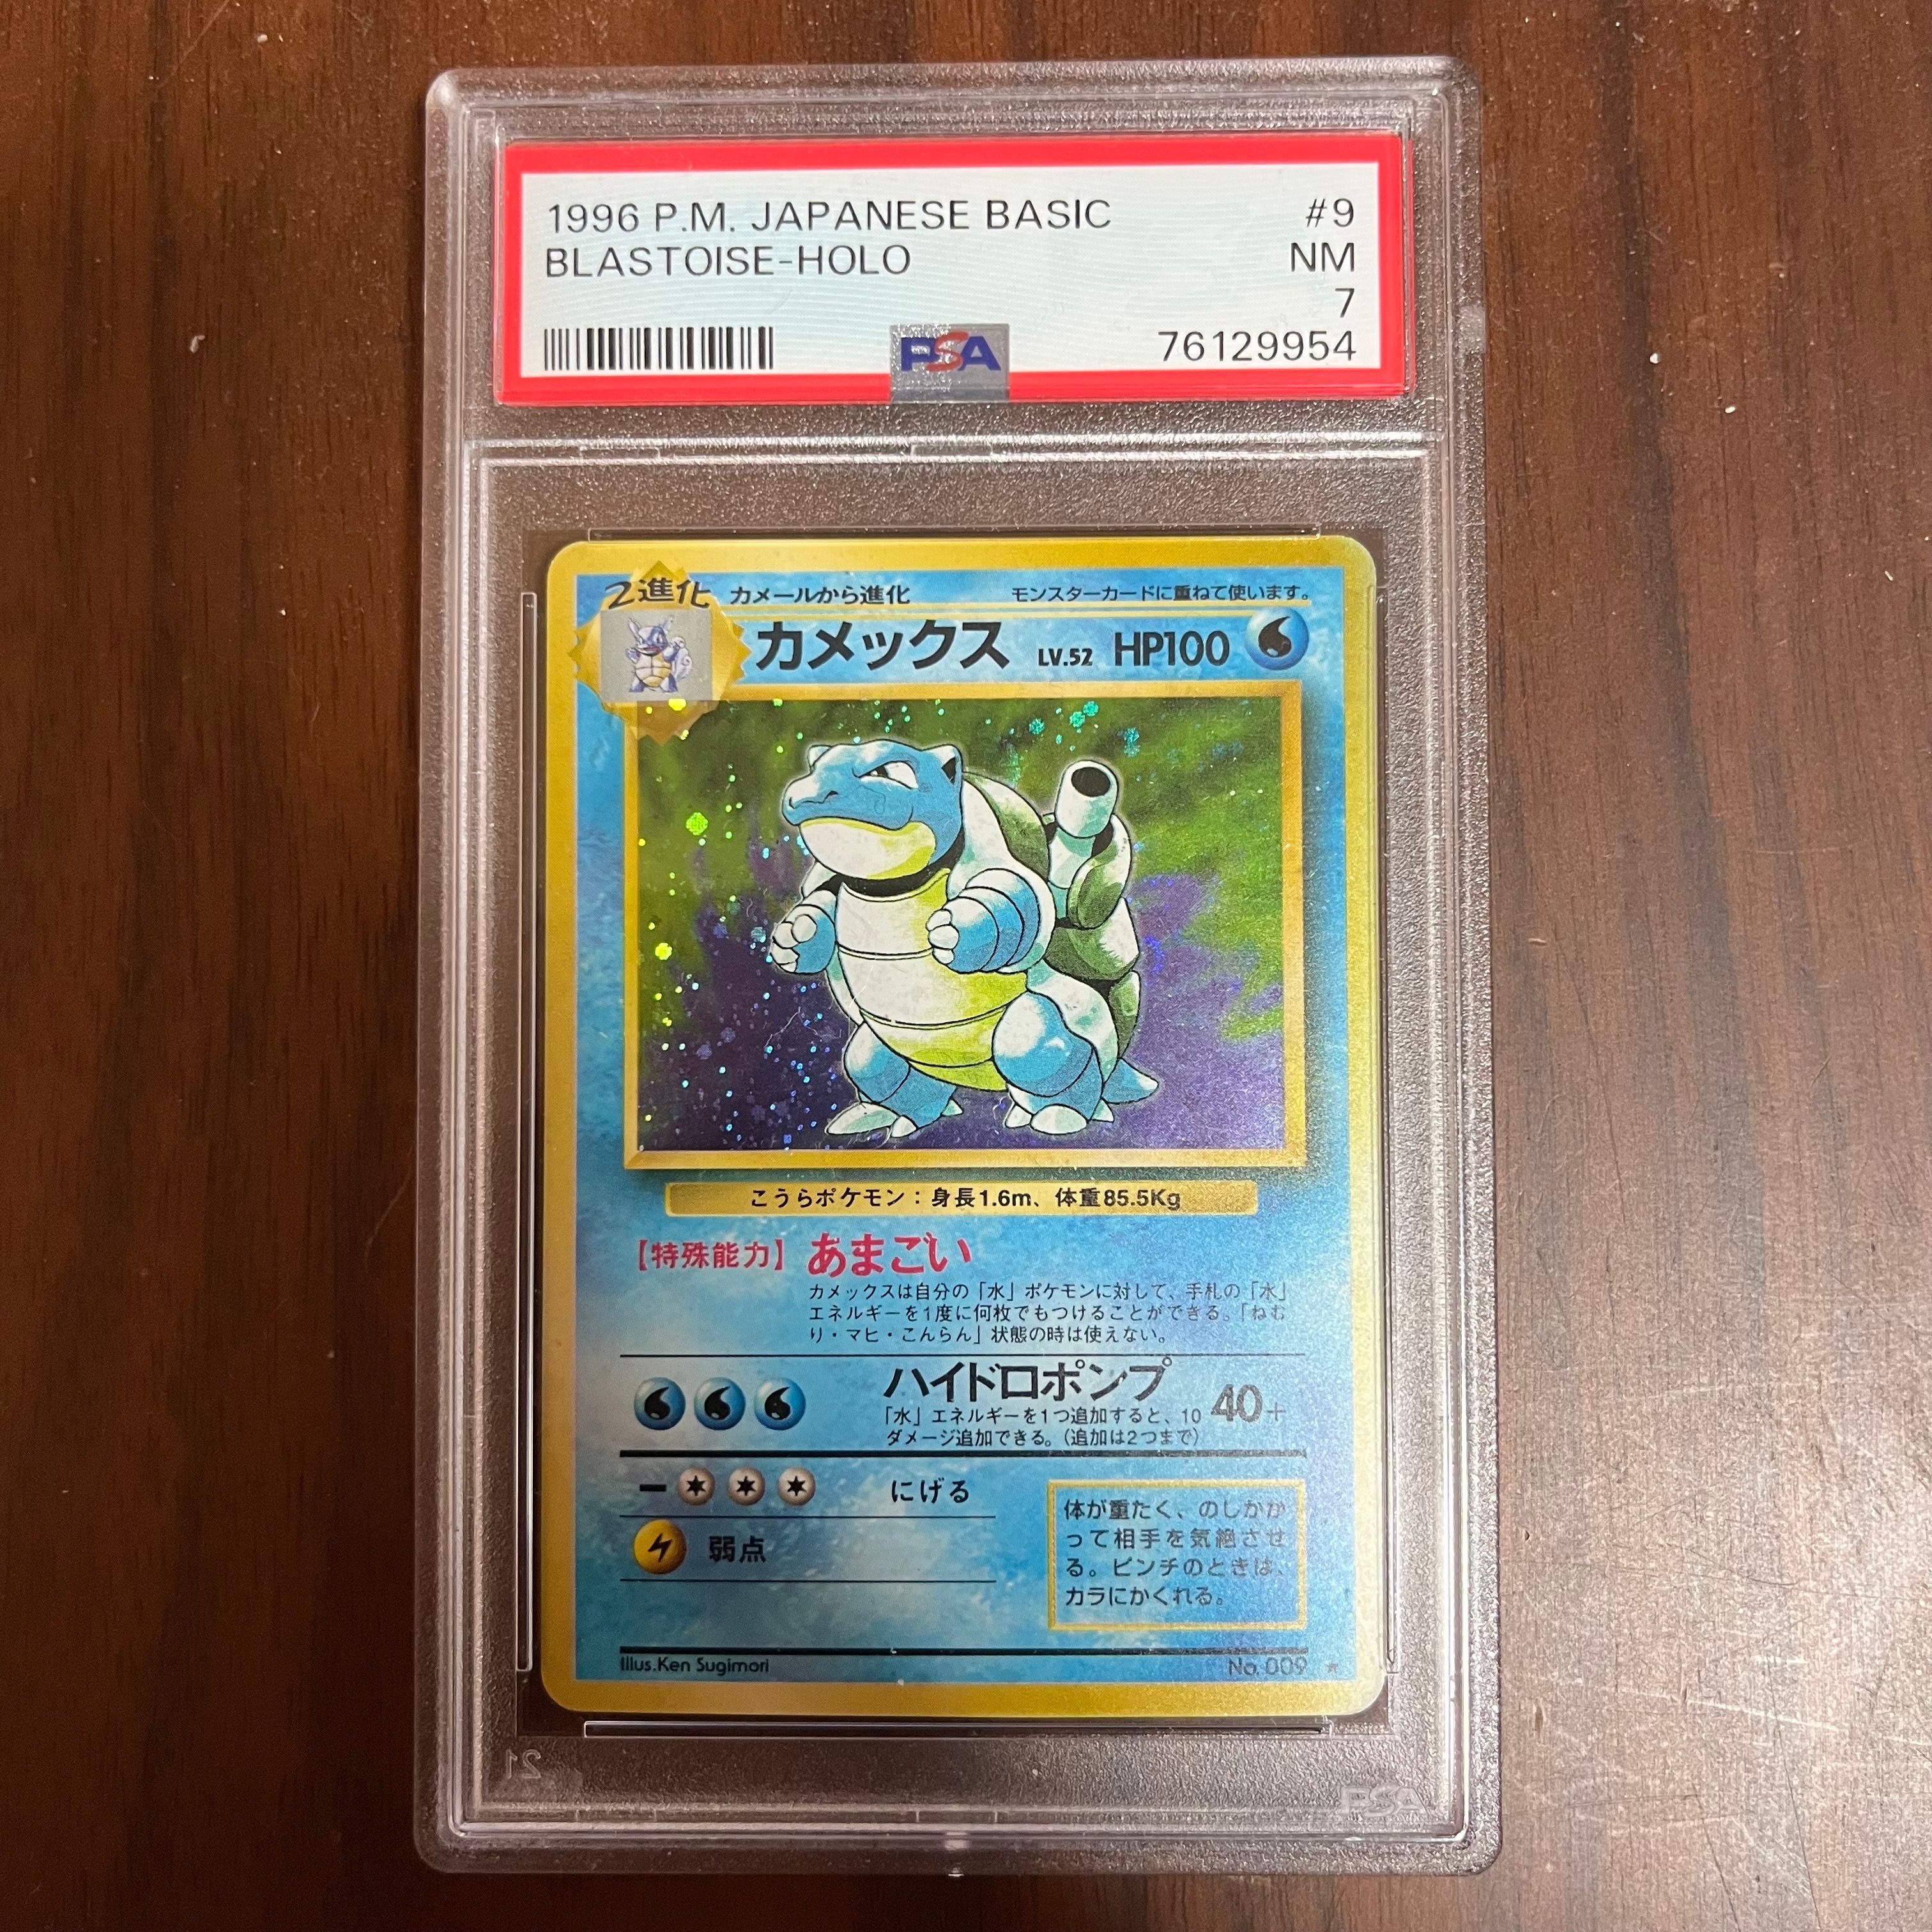 1996 P.M. JAPANESE BASIC #9
BLASTOISE-HOLO NM
7
PSA 76129954
2進化 カメールから進化 モンスターカードに重ねて使います。
カメックス LV.52 HP100
こうらポケモン：身長1.6m、体重85.5Kg
【特殊能力】あまごい
カメックスは自分の「水」ポケモンに対して、手札の「水」
エネルギーを1度に何枚でもつけることができる。「ねむ
り・マヒ・こんらん」状態の時は使えない。
ハイドロポンプ 40+
「水」エネルギーを1つ追加すると、10
ダメージ追加できる。(追加は2つまで)
にげる
弱点
体が重たく、のしかか
って相手を気絶させ
る。ピンチのときは、
カラにかくれる。
Illus.Ken Sugimori No. 009 ★
21 PSA